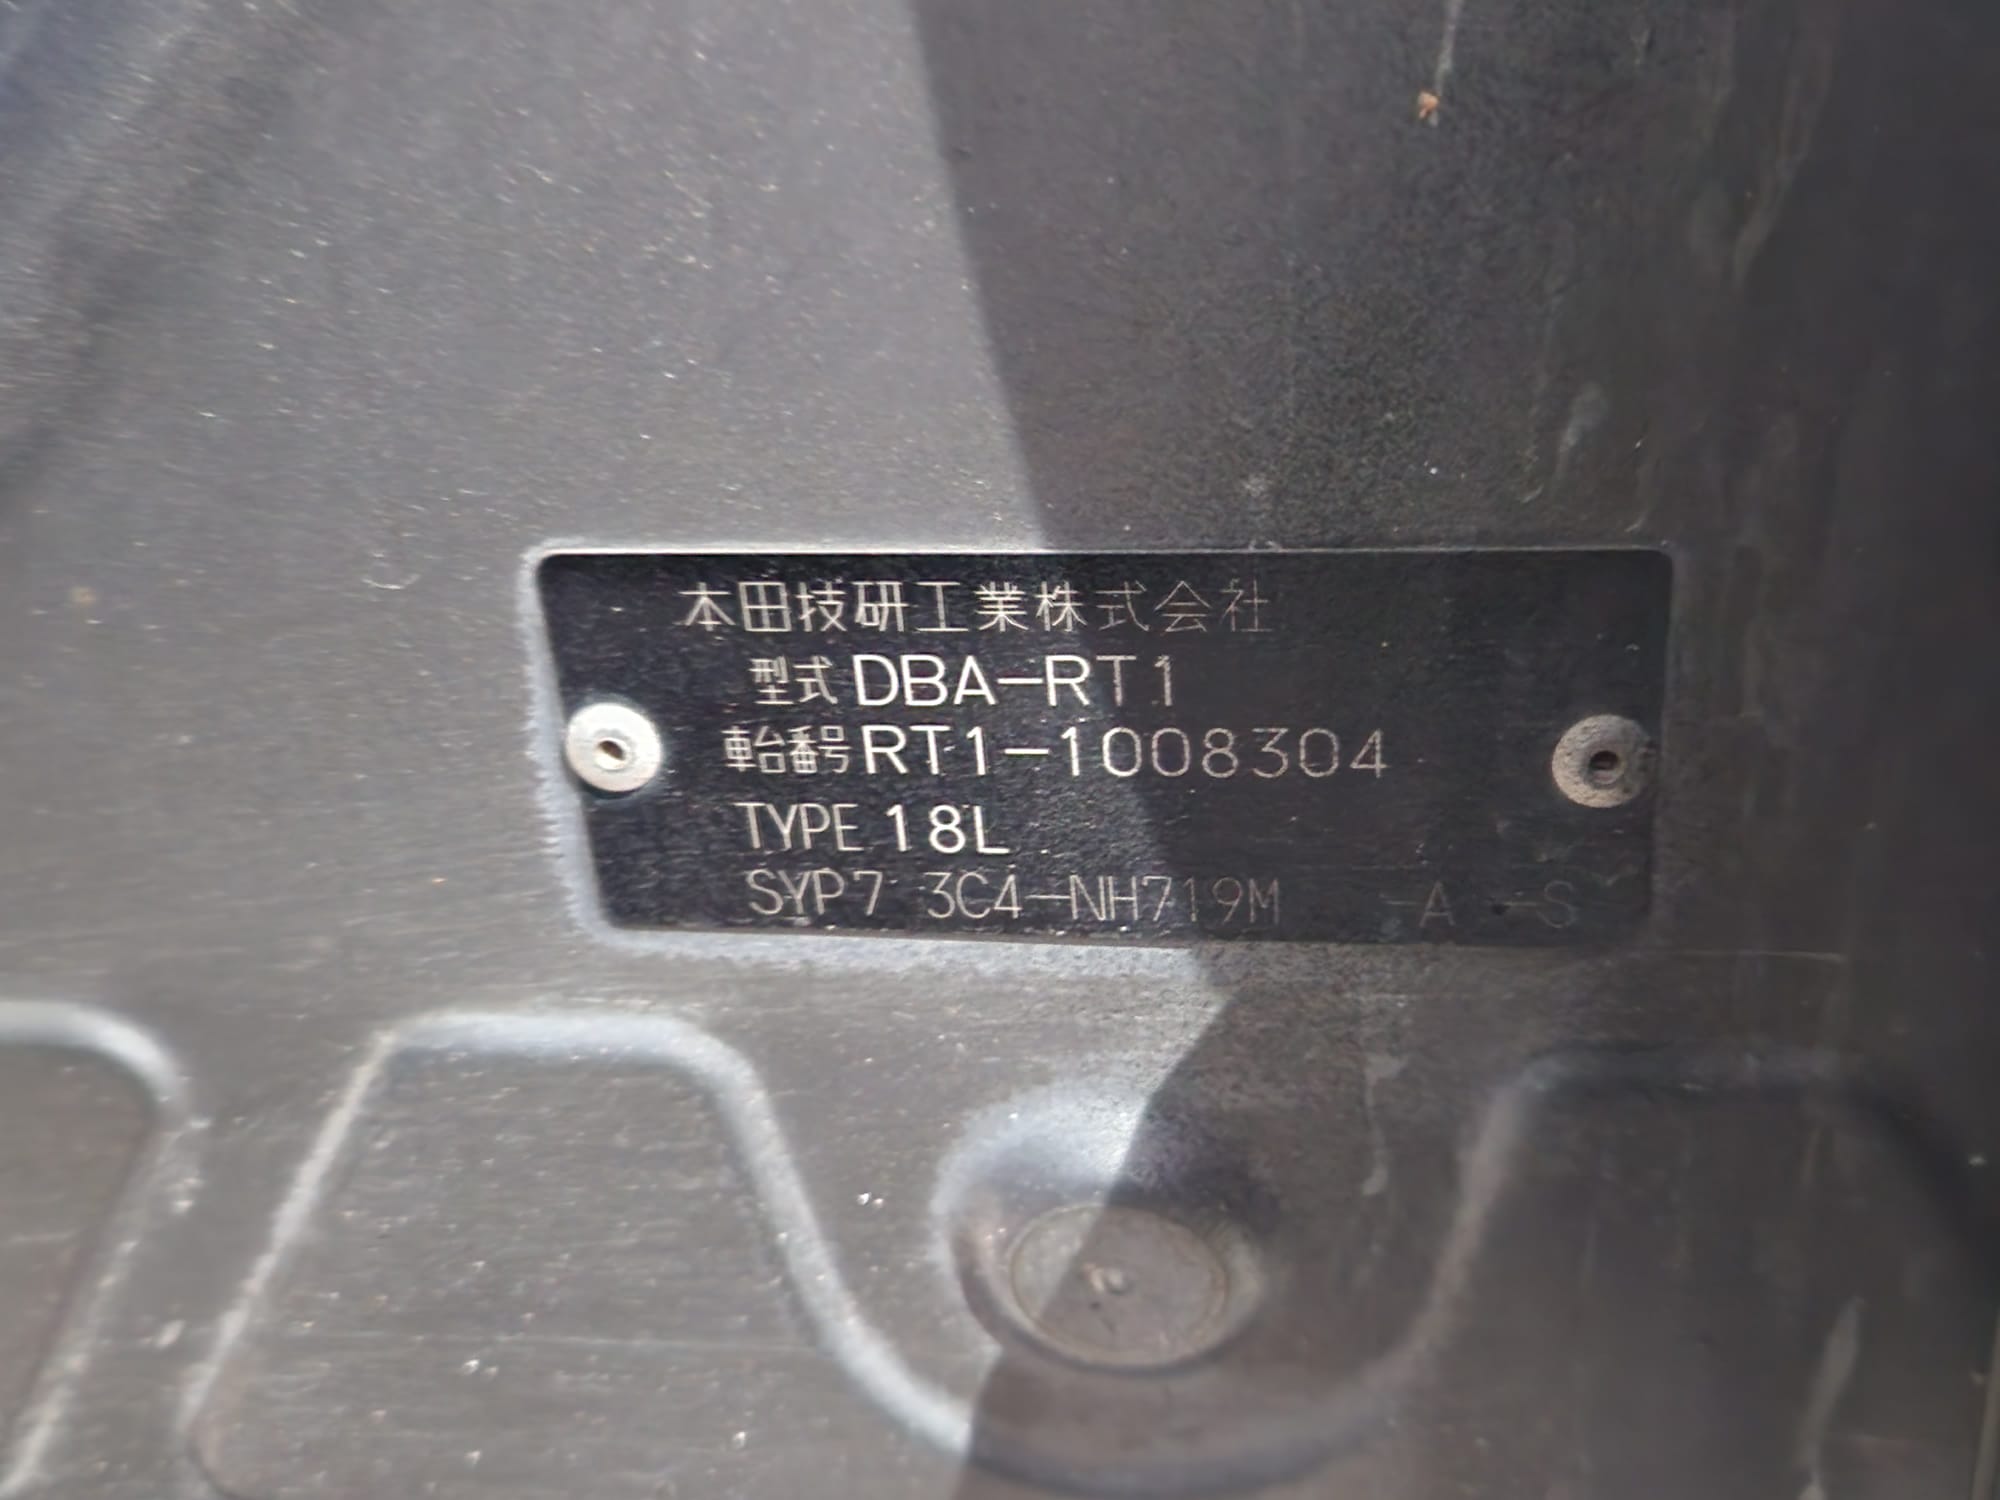 本田技研工業株式会社
型式 DBA-RT1
車台番号 RT1-1008304
TYPE 18L
SYP7 3C4-NH719M -A -S